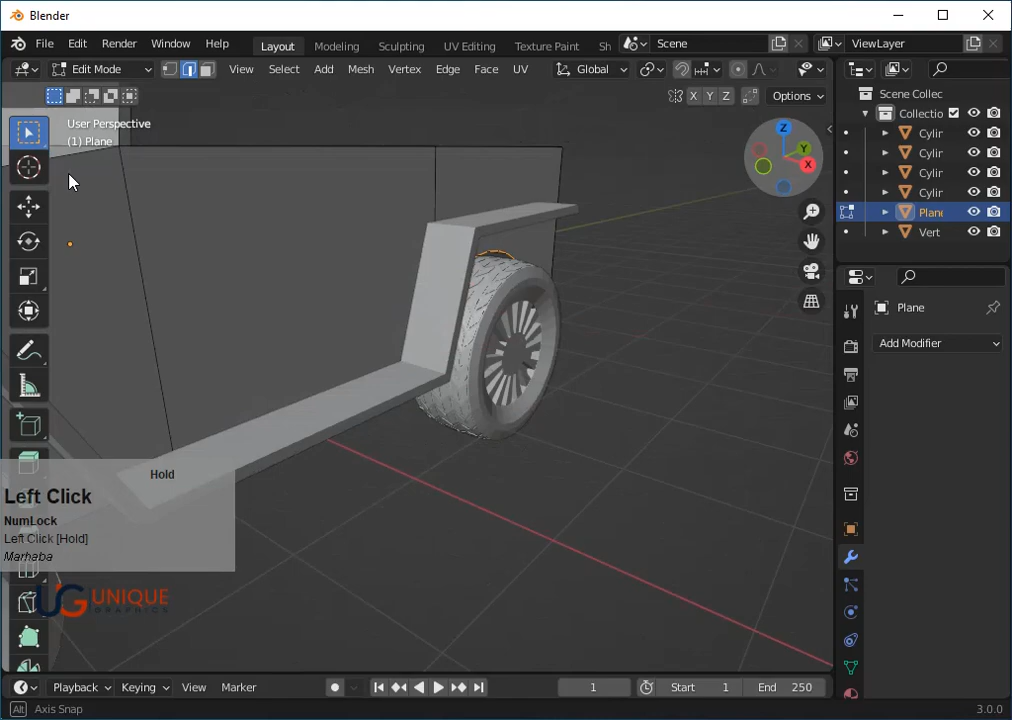 Blender
File Edit Render Window Help Layout Modeling Sculpting UV Editing Texture Paint Sh Scene ViewLayer
Edit Mode View Select Add Mesh Vertex Edge Face UV Global
X Y Z Options
User Perspective
(1) Plane
Z
Y
X
Scene Collec
Collectio
Cylir
Cylir
Cylir
Cylir
Plane
Vert
Plane
Add Modifier
Hold
Left Click
NumLock
Left Click [Hold]
Marhaba
UG UNIQUE
GRAPHICS
Playback Keying View Marker 1 Start 1 End 250
Alt Axis Snap 3.0.0